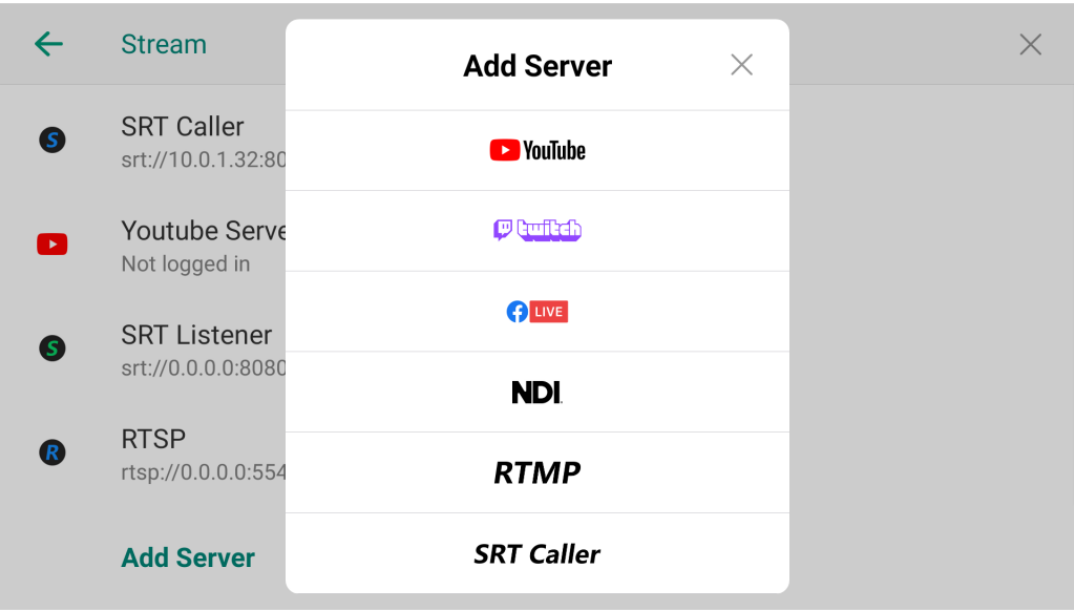 Stream
SRT Caller
srt://10.0.1.32:80
Youtube Serve
Not logged in
SRT Listener
srt://0.0.0.0:8080
RTSP
rtsp://0.0.0.0:554
Add Server
Add Server
YouTube
twitch
LIVE
NDI
RTMP
SRT Caller